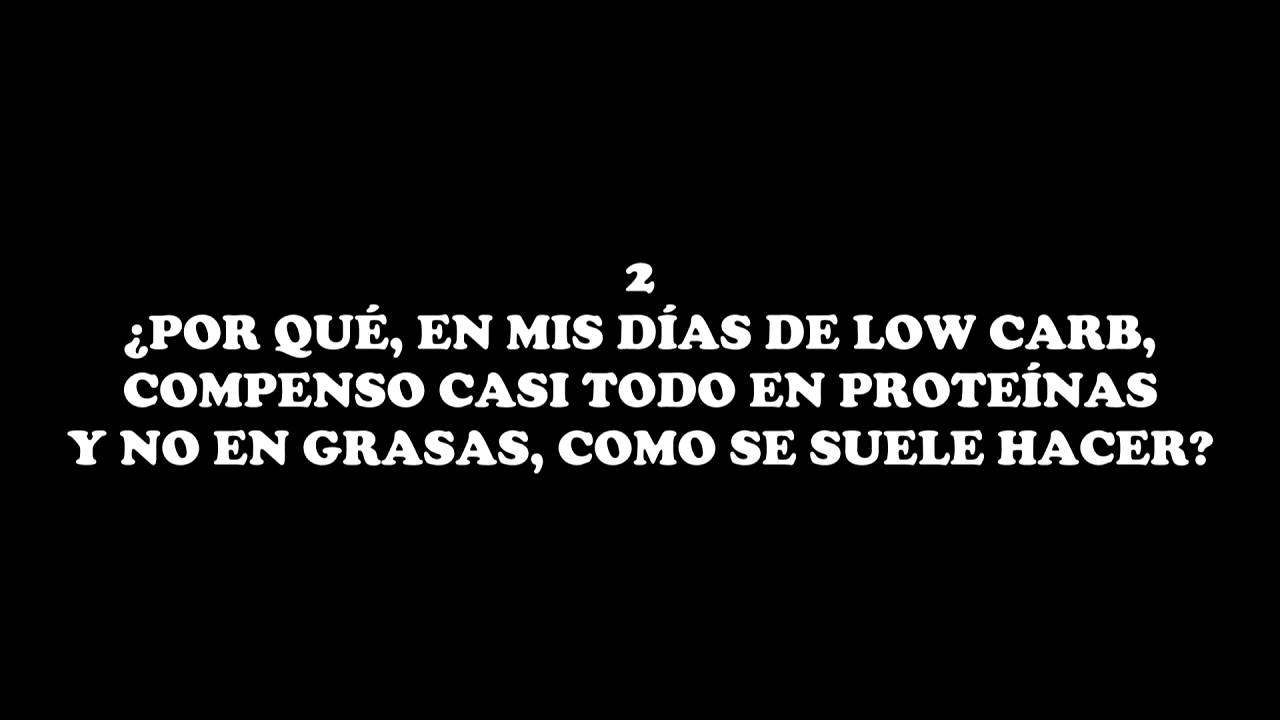 2
¿POR QUÉ, EN MIS DÍAS DE LOW CARB,
COMPENSO CASI TODO EN PROTEÍNAS
Y NO EN GRASAS, COMO SE SUELE HACER?